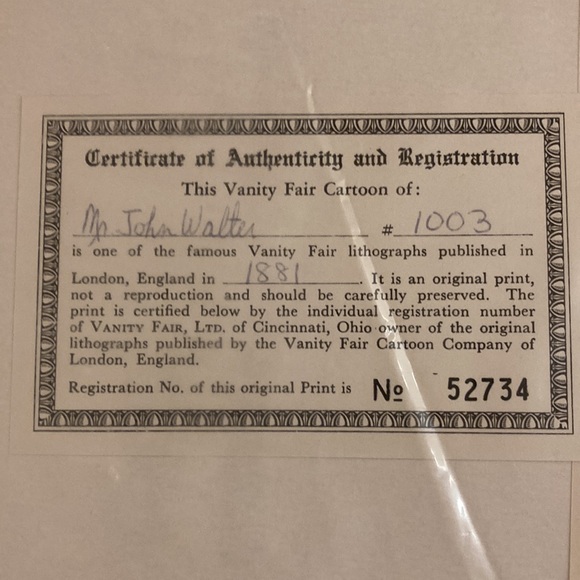 Certificate of Authenticity and Registration
This Vanity Fair Cartoon of:
Mr John Walter # 1003
is one of the famous Vanity Fair lithographs published in
London, England in 1881. It is an original print,
not a reproduction and should be carefully preserved. The
print is certified below by the individual registration number
of VANITY FAIR, LTD. of Cincinnati, Ohio owner of the original
lithographs published by the Vanity Fair Cartoon Company of
London, England.
Registration No. of this original Print is No 52734